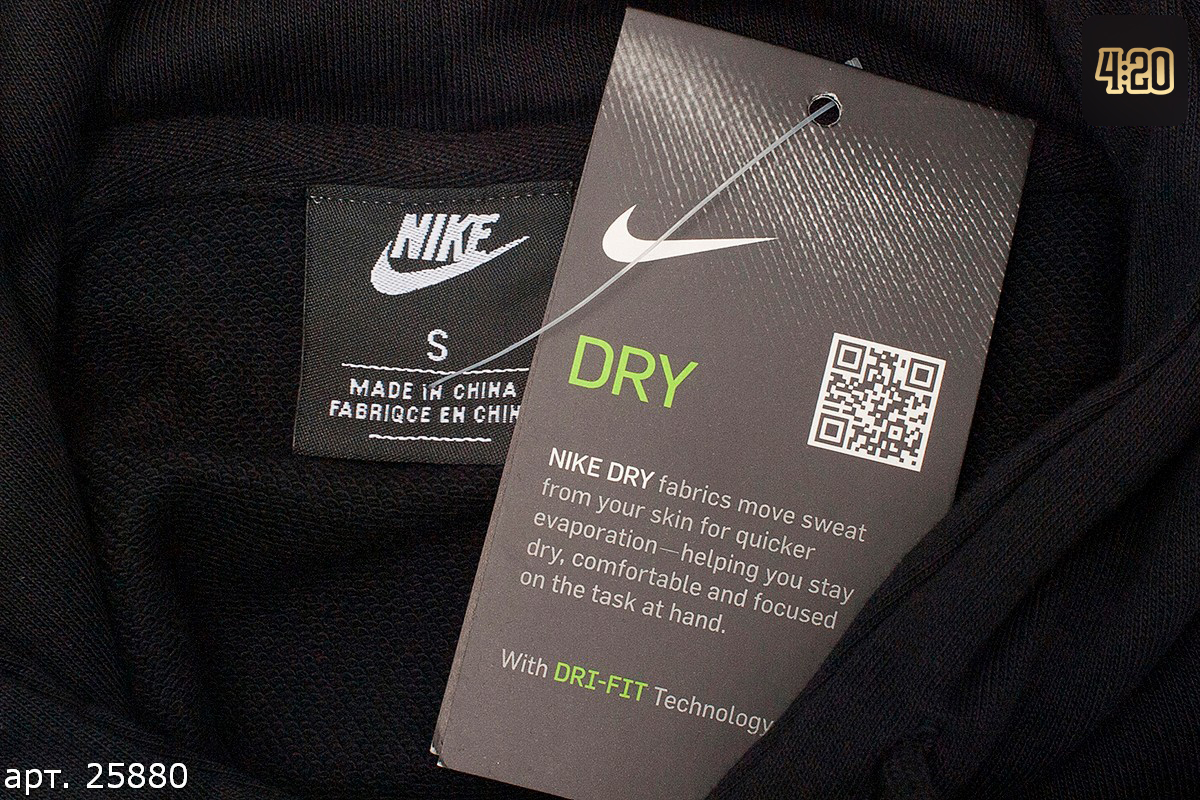 4:20
NIKE
S
MADE IN CHINA
FABRIQCE EN CHIN
DRY
NIKE DRY fabrics move sweat
from your skin for quicker
evaporation—helping you stay
dry, comfortable and focused
on the task at hand.
With DRI-FIT Technology
арт. 25880